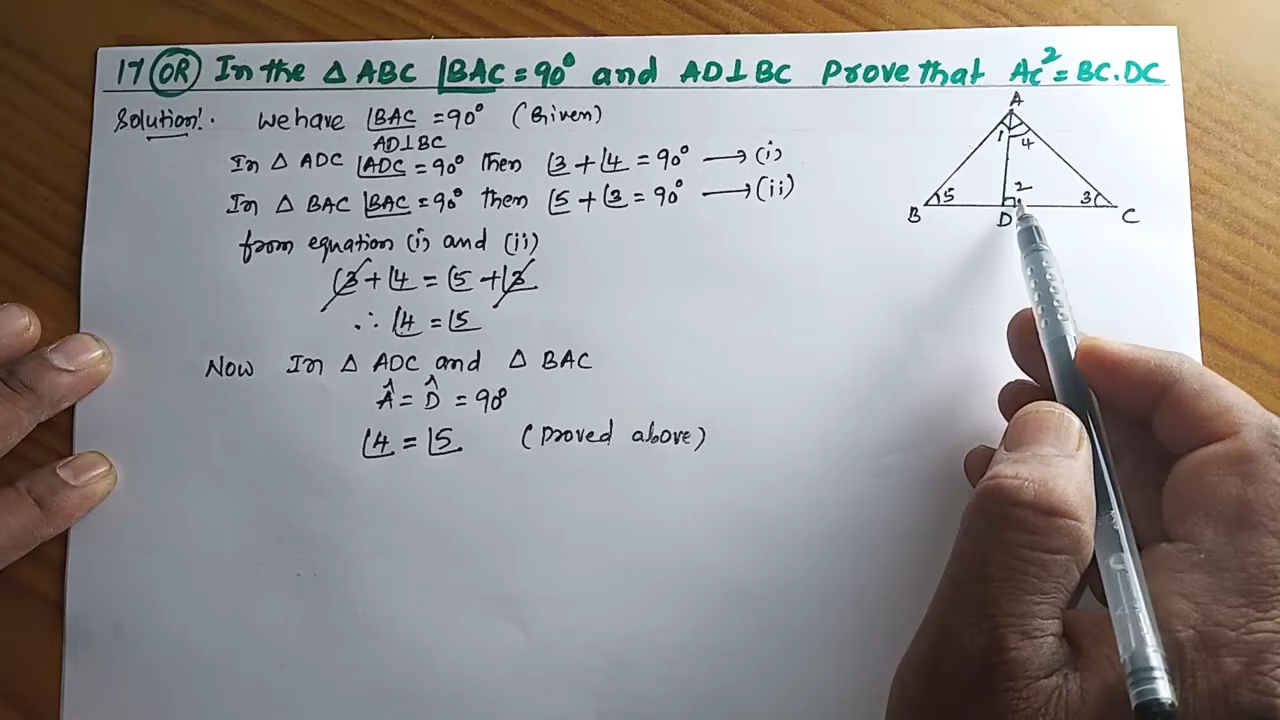 17 (OR) In the △ ABC ∠BAC = 90° and AD⊥BC Prove that AC² = BC.DC
Solution:- we have ∠BAC = 90° (Given)
AD⊥BC
In △ ADC ∠ADC = 90° then ∠3 + ∠4 = 90° → (i)
In △ BAC ∠BAC = 90° then ∠5 + ∠3 = 90° → (ii)
from equation (i) and (ii)
∠3 + ∠4 = ∠5 + ∠3
∴ ∠4 = ∠5
Now In △ ADC and △ BAC
Â = D̂ = 90°
∠4 = ∠5 (Proved above)
A
1 4
5 2 3
B D C